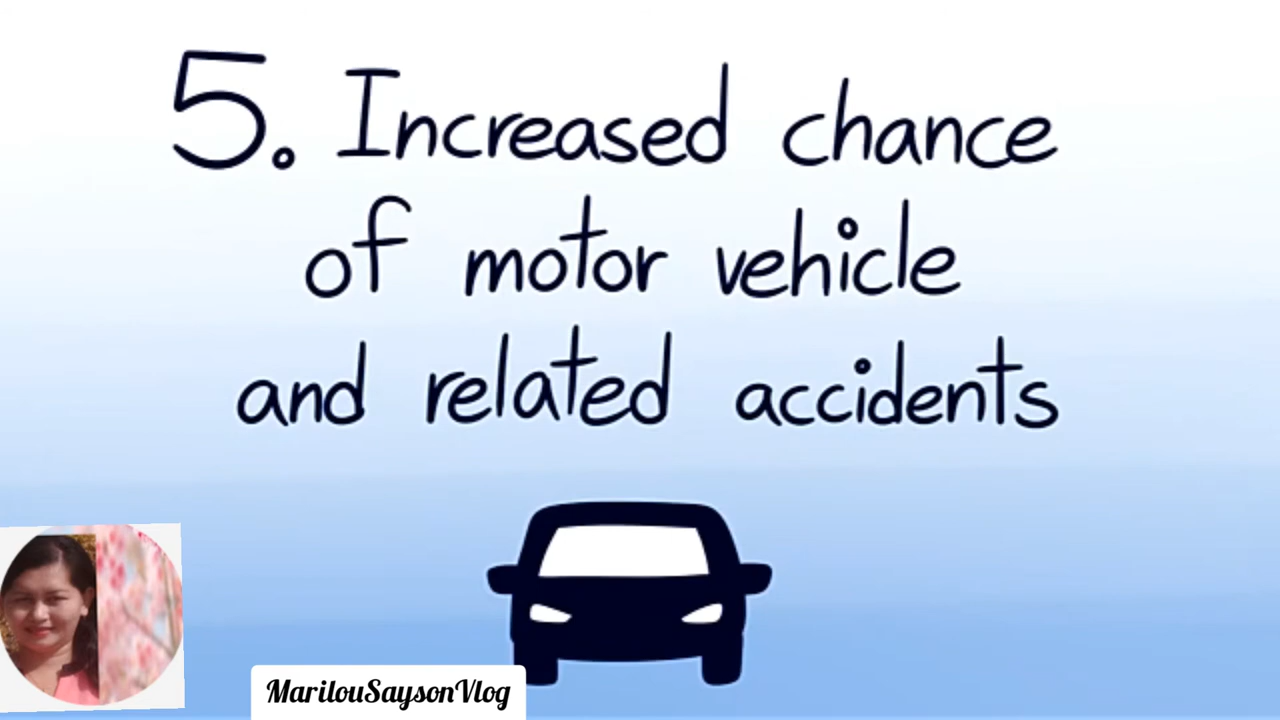 5. Increased chance
of motor vehicle
and related accidents
MarilouSaysonVlog